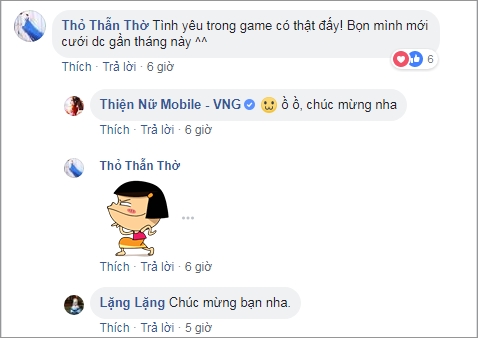 Thỏ Thẫn Thờ Tình yêu trong game có thật đấy! Bọn mình mới
cưới dc gần tháng này ^^
6
Thích · Trả lời · 6 giờ
Thiện Nữ Mobile - VNG ồ ồ, chúc mừng nha
Thích · Trả lời · 6 giờ
Thỏ Thẫn Thờ
Thích · Trả lời · 6 giờ
Lặng Lặng Chúc mừng bạn nha.
Thích · Trả lời · 5 giờ